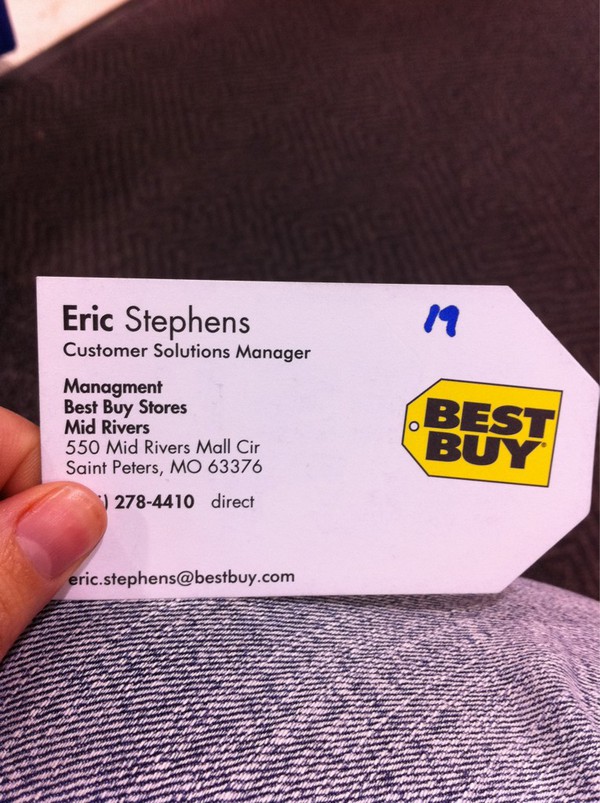 Eric Stephens
Customer Solutions Manager
19
Managment
Best Buy Stores
Mid Rivers
550 Mid Rivers Mall Cir
Saint Peters, MO 63376
) 278-4410 direct
eric.stephens@bestbuy.com
BEST
BUY